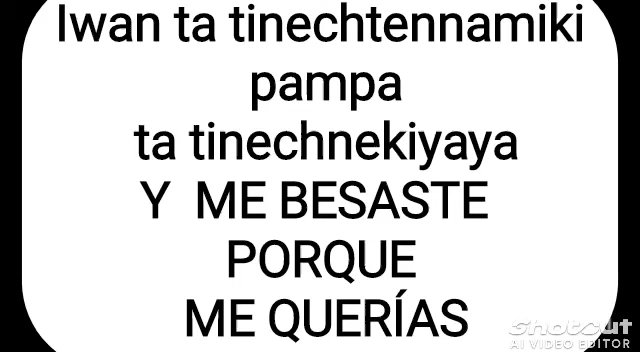 Iwan ta tinechtennamiki
pampa
ta tinechnekiyaya
Y ME BESASTE
PORQUE
ME QUERÍAS
Shotcut
AI VIDEO EDITOR